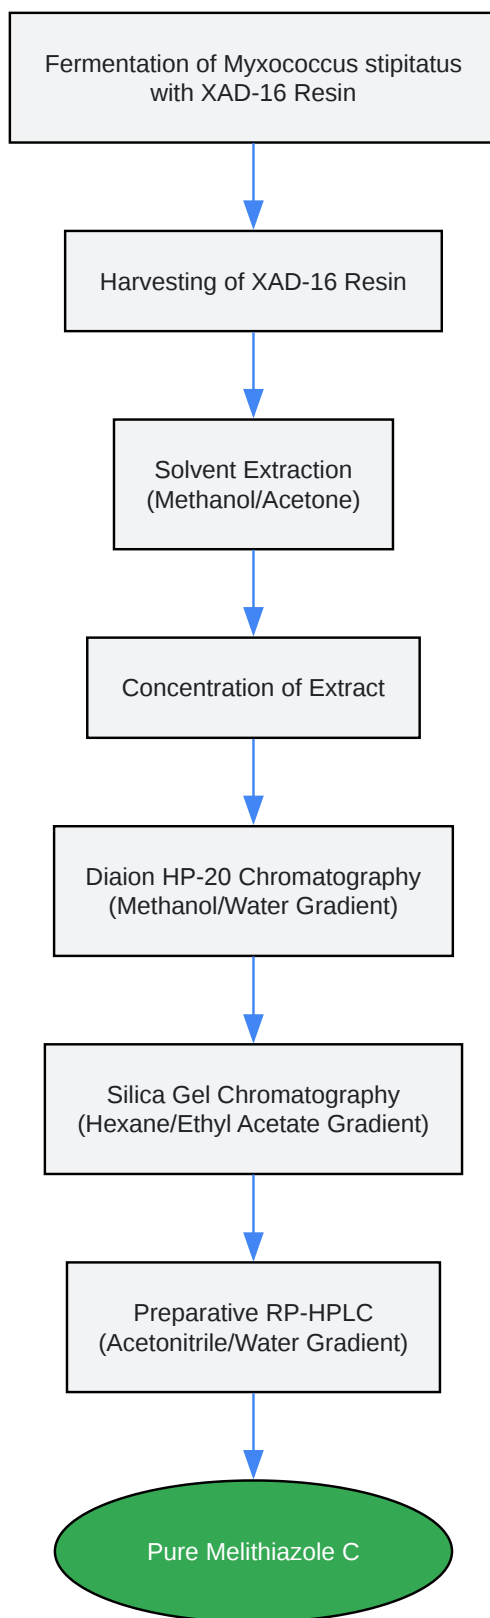 Fermentation of Myxococcus stipitatus
with XAD-16 Resin
Harvesting of XAD-16 Resin
Solvent Extraction
(Methanol/Acetone)
Concentration of Extract
Diaion HP-20 Chromatography
(Methanol/Water Gradient)
Silica Gel Chromatography
(Hexane/Ethyl Acetate Gradient)
Preparative RP-HPLC
(Acetonitrile/Water Gradient)
Pure Melithiazole C